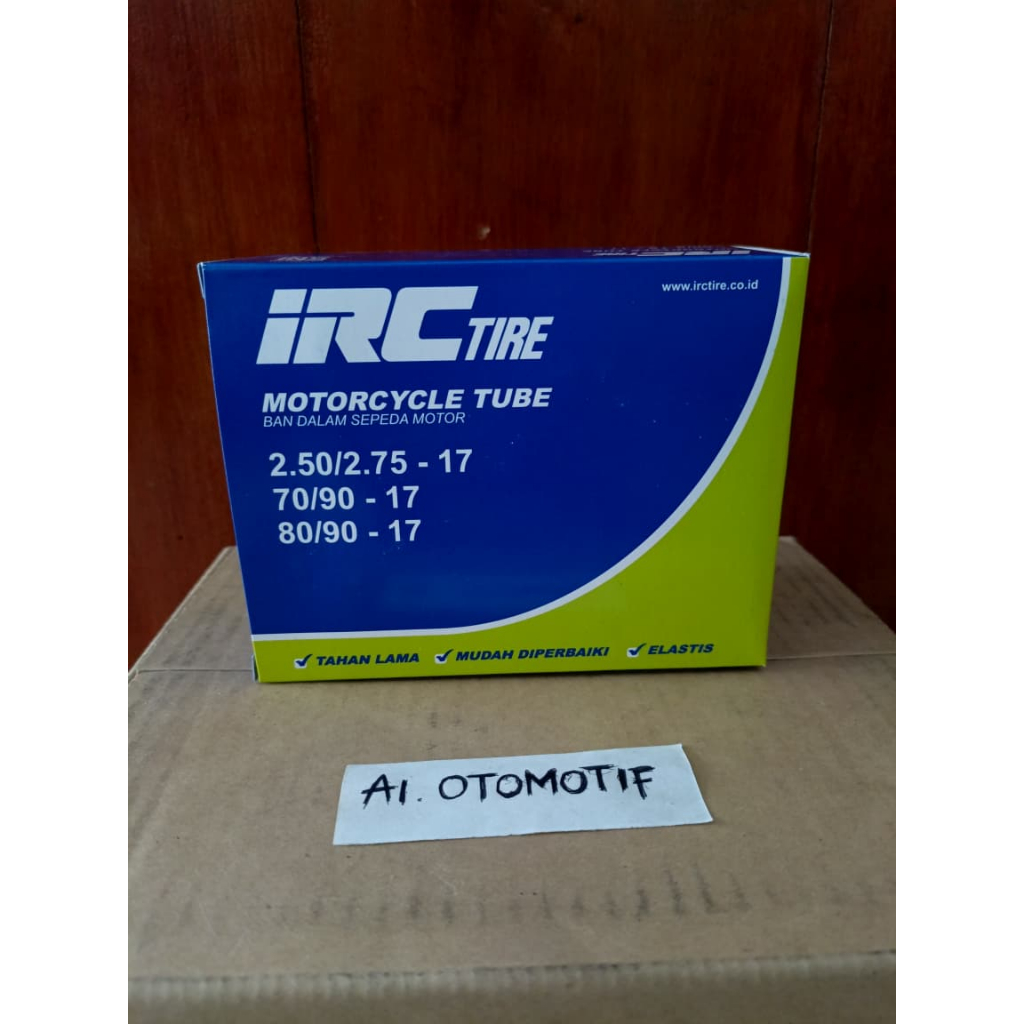 IRC TIRE
www.irctire.co.id
MOTORCYCLE TUBE
BAN DALAM SEPEDA MOTOR
2.50/2.75 - 17
70/90 - 17
80/90 - 17
TAHAN LAMA MUDAH DIPERBAIKI ELASTIS
AI. OTOMOTIF